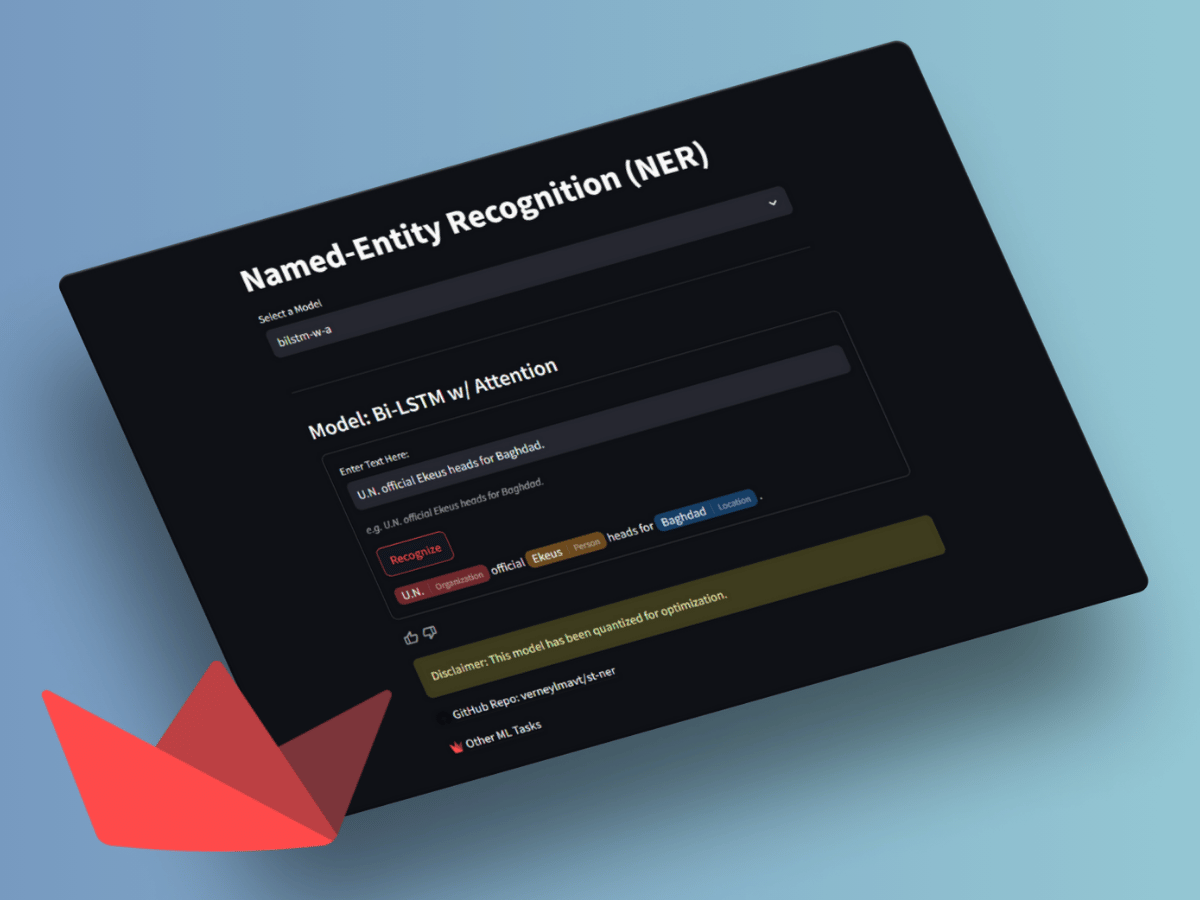 Named-Entity Recognition (NER)
Select a Model
bilstm-w-a
Model: Bi-LSTM w/ Attention
Enter Text Here:
U.N. official Ekeus heads for Baghdad.
e.g. U.N. official Ekeus heads for Baghdad.
Recognize
U.N. Organization official Ekeus Person heads for Baghdad Location .
Disclaimer: This model has been quantized for optimization.
GitHub Repo: verneylmavt/st-ner
Other ML Tasks